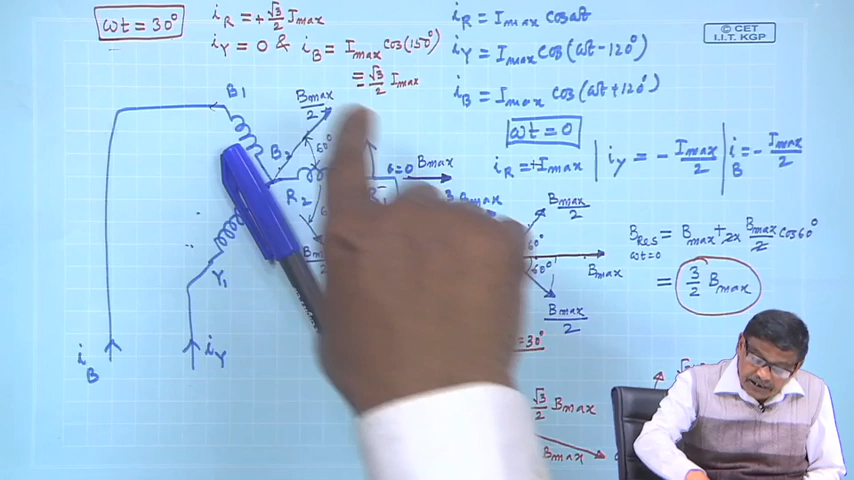 ωt = 30°
i_R = + √3/2 I_max
i_Y = 0 & i_B = I_max cos(150°)
= - √3/2 I_max
i_R = I_max cos ωt
i_Y = I_max cos(ωt - 120°)
i_B = I_max cos(ωt + 120°)
© CET
I.I.T. KGP
ωt = 0
i_R = + I_max | i_Y = - I_max/2 | i_B = - I_max/2
B1
B_max/2
60°
B2
R2
θ=0
B_max
R1
Y1
i_B
i_Y
B_max/2
60°
60°
B_max
B_max/2
B_Res ωt=0 = B_max + 2x B_max/2 cos60°
= 3/2 B_max
= 30°
√3/2 B_max
B_max